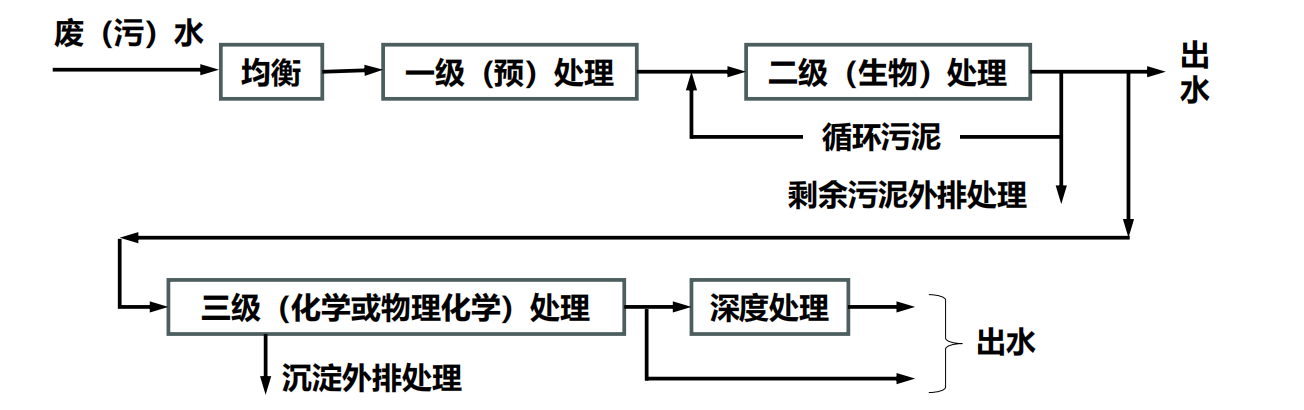 废（污）水
均衡
一级（预）处理
二级（生物）处理
出
水
循环污泥
剩余污泥外排处理
三级（化学或物理化学）处理
深度处理
出水
沉淀外排处理